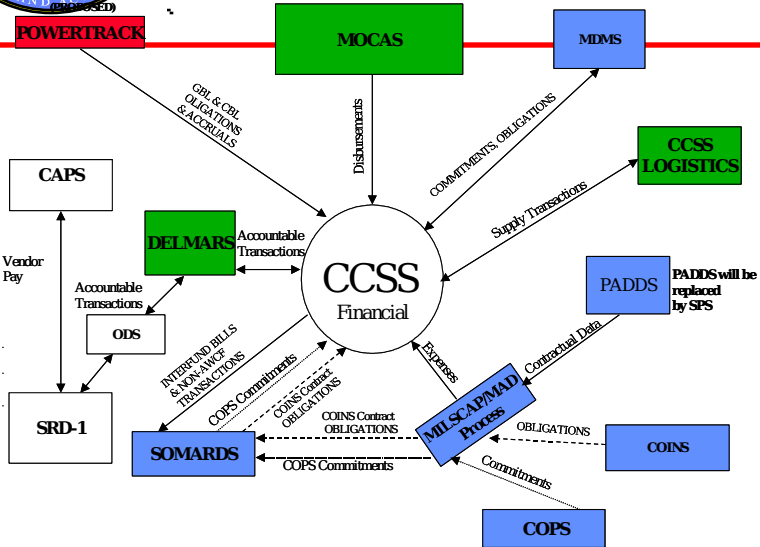 (PROPOSED)
POWERTRACK
MOCAS
MDMS
GBL & CBL
OLIGATIONS
& ACCRUALS
Disbursements
COMMITMENTS, OBLIGATIONS
CCSS
LOGISTICS
CAPS
Supply Transactions
DELMARS
Accountable
Transactions
Vendor
Pay
CCSS
Financial
PADDS
PADDS will be
replaced
by SPS
Accountable
Transactions
ODS
INTERFUND BILLS
& NON-AWCF
TRANSACTIONS
COPS Commitments
COINS Contract
OBLIGATIONS
Expenses
Contractual Data
SRD-1
SOMARDS
COINS Contract
OBLIGATIONS
COPS Commitments
MILSCAP/MAD
Process
OBLIGATIONS
COINS
Commitments
COPS